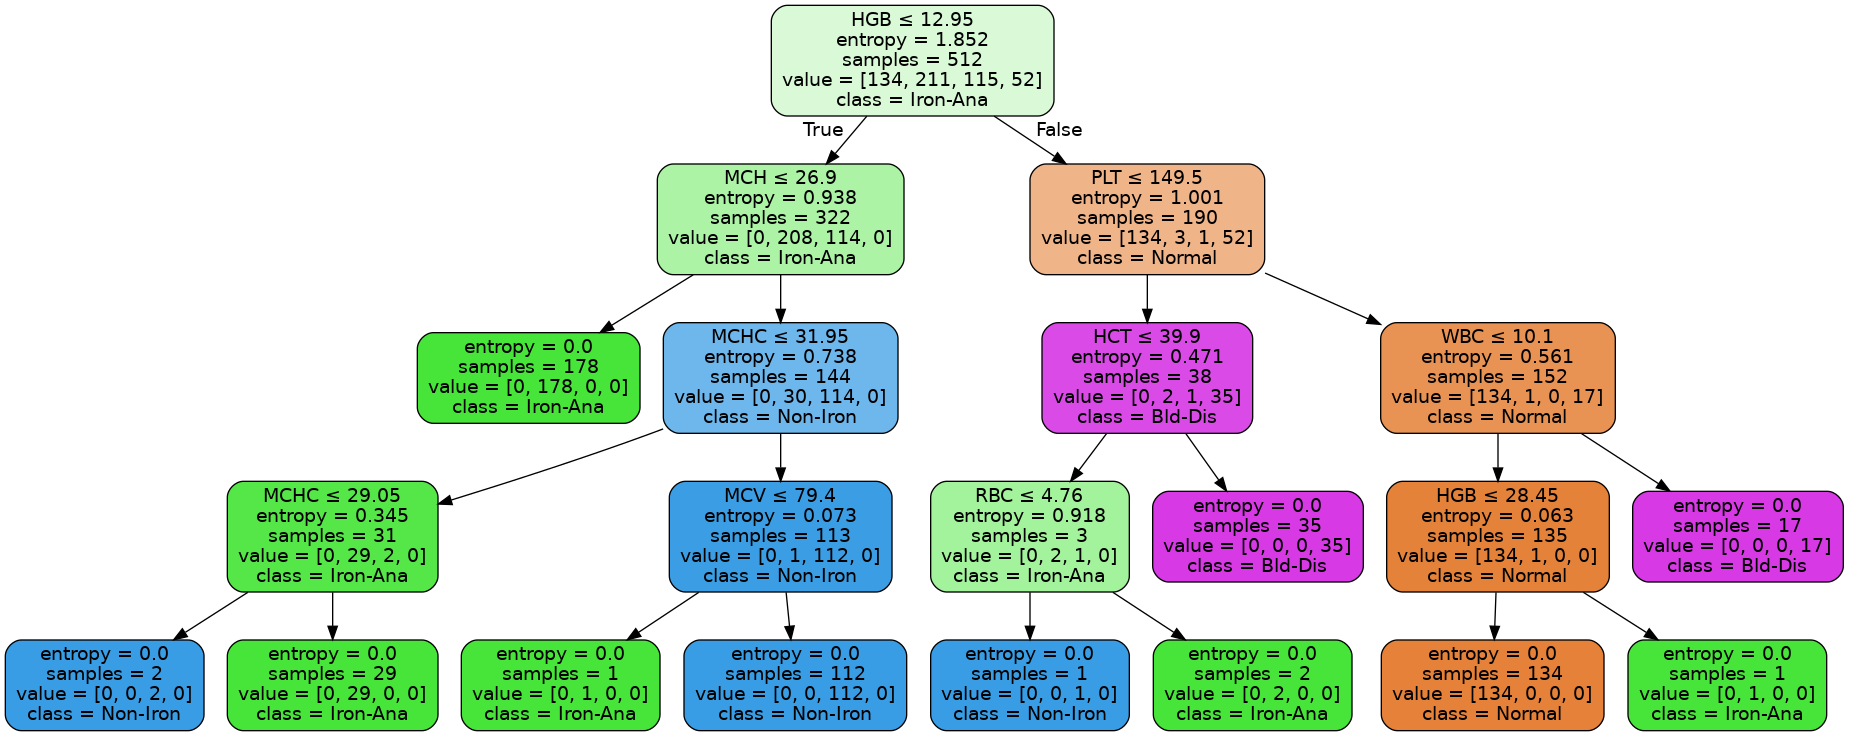 HGB ≤ 12.95
entropy = 1.852
samples = 512
value = [134, 211, 115, 52]
class = Iron-Ana
True
False
MCH ≤ 26.9
entropy = 0.938
samples = 322
value = [0, 208, 114, 0]
class = Iron-Ana
PLT ≤ 149.5
entropy = 1.001
samples = 190
value = [134, 3, 1, 52]
class = Normal
entropy = 0.0
samples = 178
value = [0, 178, 0, 0]
class = Iron-Ana
MCHC ≤ 31.95
entropy = 0.738
samples = 144
value = [0, 30, 114, 0]
class = Non-Iron
HCT ≤ 39.9
entropy = 0.471
samples = 38
value = [0, 2, 1, 35]
class = Bld-Dis
WBC ≤ 10.1
entropy = 0.561
samples = 152
value = [134, 1, 0, 17]
class = Normal
MCHC ≤ 29.05
entropy = 0.345
samples = 31
value = [0, 29, 2, 0]
class = Iron-Ana
MCV ≤ 79.4
entropy = 0.073
samples = 113
value = [0, 1, 112, 0]
class = Non-Iron
RBC ≤ 4.76
entropy = 0.918
samples = 3
value = [0, 2, 1, 0]
class = Iron-Ana
entropy = 0.0
samples = 35
value = [0, 0, 0, 35]
class = Bld-Dis
HGB ≤ 28.45
entropy = 0.063
samples = 135
value = [134, 1, 0, 0]
class = Normal
entropy = 0.0
samples = 17
value = [0, 0, 0, 17]
class = Bld-Dis
entropy = 0.0
samples = 2
value = [0, 0, 2, 0]
class = Non-Iron
entropy = 0.0
samples = 29
value = [0, 29, 0, 0]
class = Iron-Ana
entropy = 0.0
samples = 1
value = [0, 1, 0, 0]
class = Iron-Ana
entropy = 0.0
samples = 112
value = [0, 0, 112, 0]
class = Non-Iron
entropy = 0.0
samples = 1
value = [0, 0, 1, 0]
class = Non-Iron
entropy = 0.0
samples = 2
value = [0, 2, 0, 0]
class = Iron-Ana
entropy = 0.0
samples = 134
value = [134, 0, 0, 0]
class = Normal
entropy = 0.0
samples = 1
value = [0, 1, 0, 0]
class = Iron-Ana